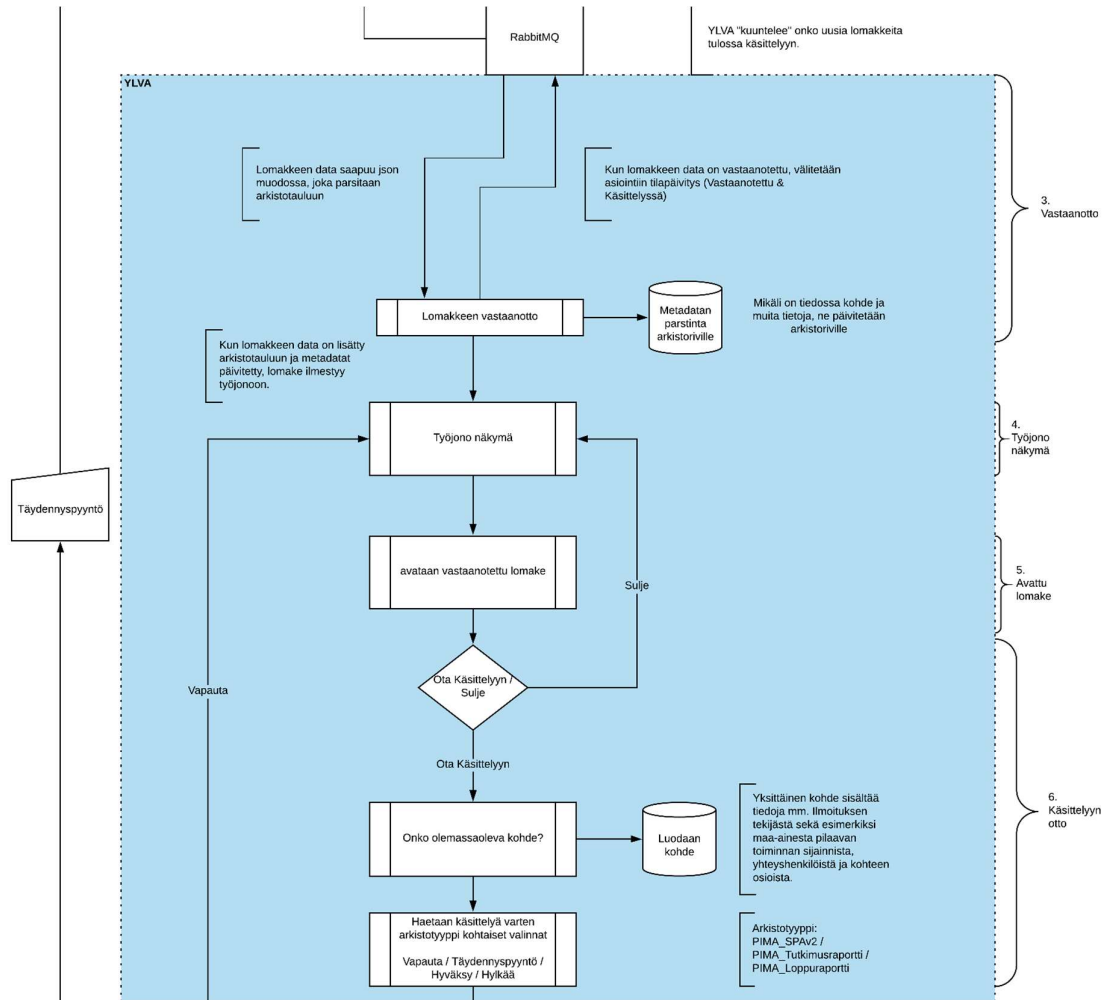 RabbitMQ
YLVA "kuuntelee" onko uusia lomakkeita
tulossa käsittelyyn.
YLVA
Lomakkeen data saapuu json
muodossa, joka parsitaan
arkistotauluun
Kun lomakkeen data on vastaanotettu, välitetään
asiointiin tilapäivitys (Vastaanotettu &
Käsittelyssä)
3.
Vastaanotto
Lomakkeen vastaanotto
Metadatan
parstinta
arkistoriville
Mikäli on tiedossa kohde ja
muita tietoja, ne päivitetään
arkistoriville
Kun lomakkeen data on lisätty
arkistotauluun ja metadatat
päivitetty, lomake ilmestyy
työjonoon.
Työjono näkymä
4.
Työjono
näkymä
Täydennyspyyntö
avataan vastaanotettu lomake
Sulje
5.
Avattu
lomake
Ota Käsittelyyn /
Sulje
Vapauta
Ota Käsittelyyn
6.
Käsittelyyn
otto
Onko olemassaoleva kohde?
Luodaan
kohde
Yksittäinen kohde sisältää
tiedoja mm. Ilmoituksen
tekijästä sekä esimerkiksi
maa-ainesta pilaavan
toiminnan sijainnista,
yhteyshenkilöistä ja kohteen
osioista.
Haetaan käsittelyä varten
arkistotyyppi kohtaiset valinnat
Vapauta / Täydennyspyyntö /
Hyväksy / Hylkää
Arkistotyyppi:
PIMA_SPAv2 /
PIMA_Tutkimusraportti /
PIMA_Loppuraportti